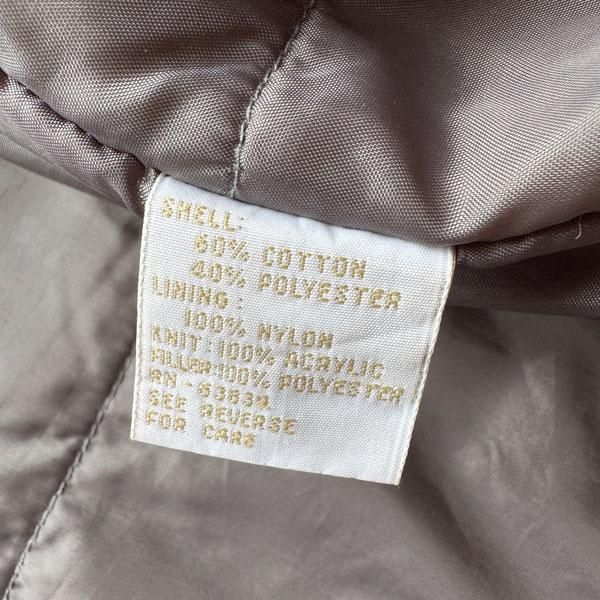 SHELL:
60% COTTON
40% POLYESTER
LINING:
100% NYLON
KNIT: 100% ACRYLIC
FILLER: 100% POLYESTER
RN - 63634
SEE REVERSE
FOR CARE